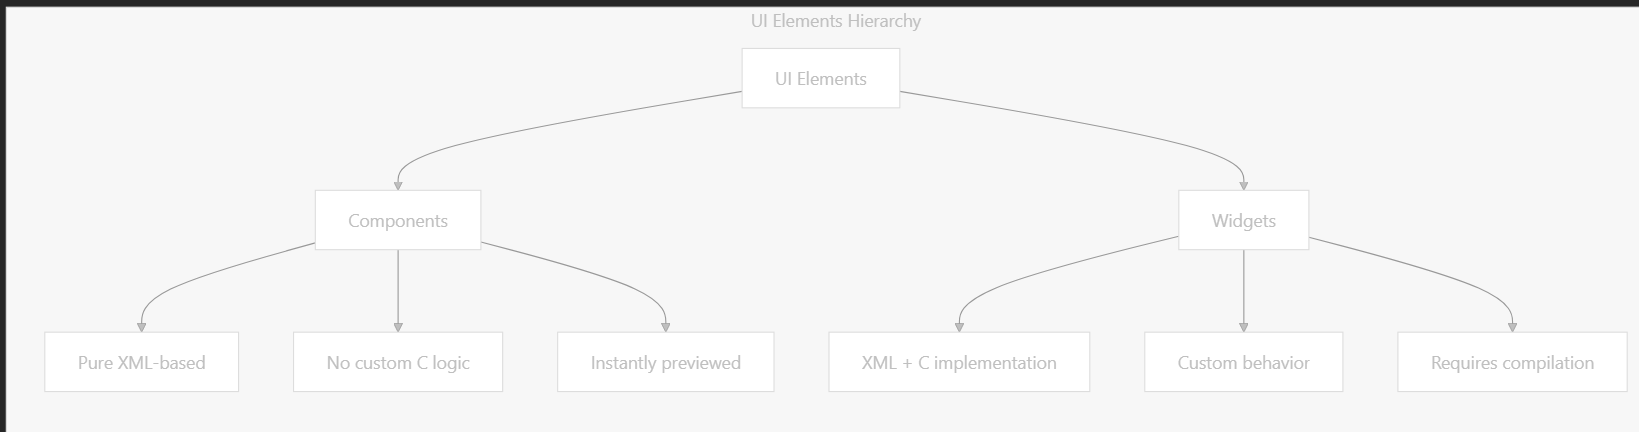 UI Elements Hierarchy
UI Elements
Components
Widgets
Pure XML-based
No custom C logic
Instantly previewed
XML + C implementation
Custom behavior
Requires compilation